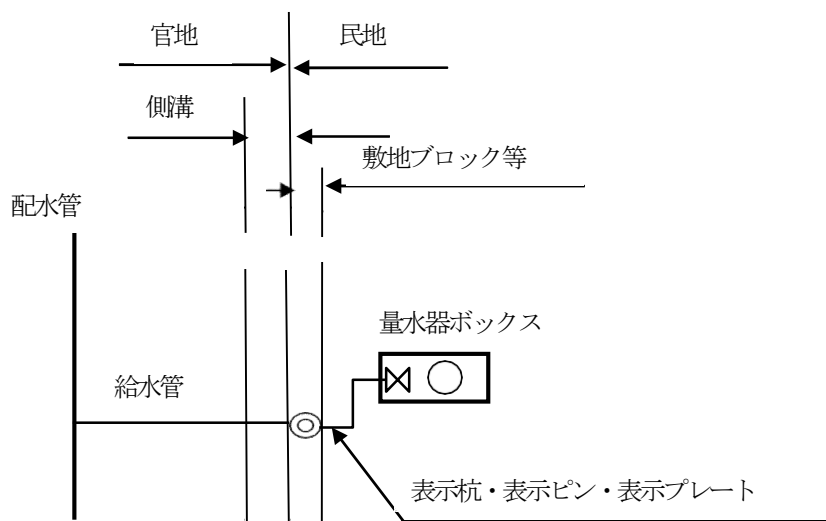 官地
民地
側溝
敷地ブロック等
配水管
量水器ボックス
給水管
表示杭・表示ピン・表示プレート